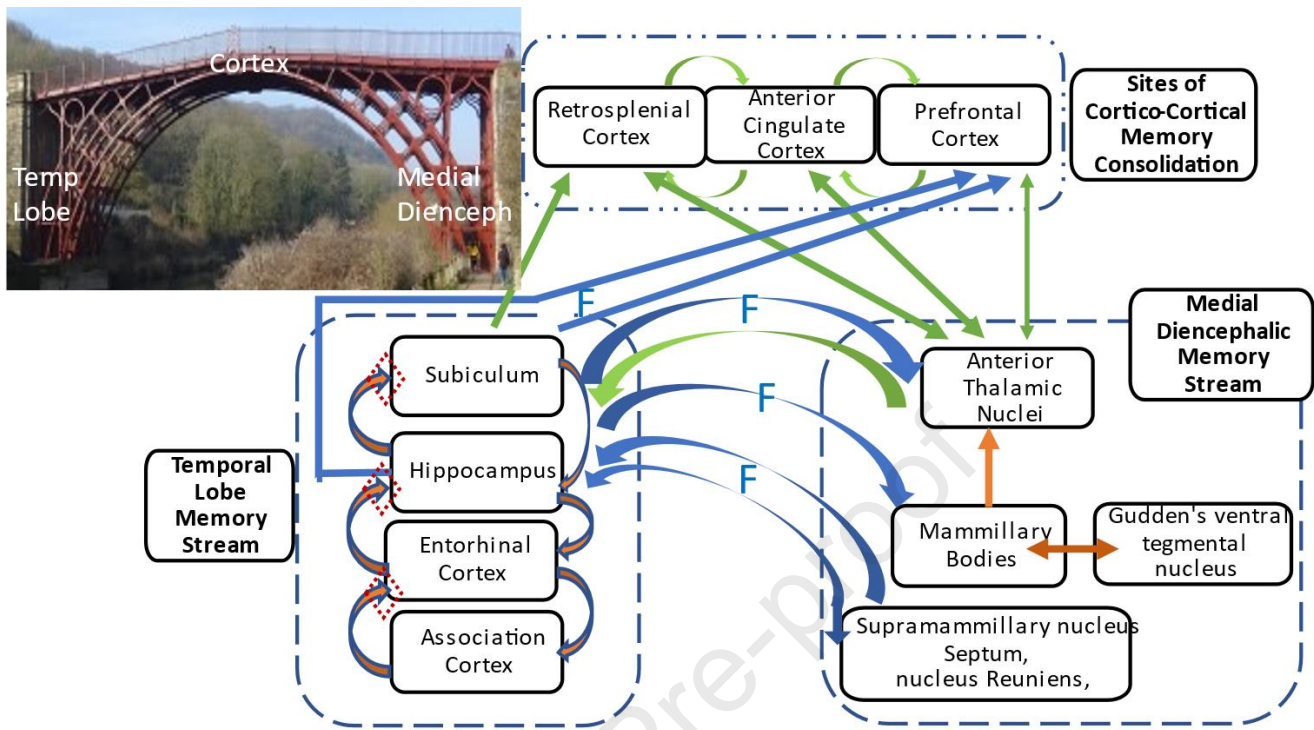 Cortex
Temp
Lobe
Medial
Dienceph
Retrosplenial
Cortex
Anterior
Cingulate
Cortex
Prefrontal
Cortex
Sites of
Cortico-Cortical
Memory
Consolidation
F
F
F
F
Medial
Diencephalic
Memory
Stream
Subiculum
Hippocampus
Entorhinal
Cortex
Association
Cortex
Temporal
Lobe
Memory
Stream
Anterior
Thalamic
Nuclei
Mammillary
Bodies
Gudden's ventral
tegmental
nucleus
Supramammillary nucleus
Septum,
nucleus Reuniens,
Pre-proof